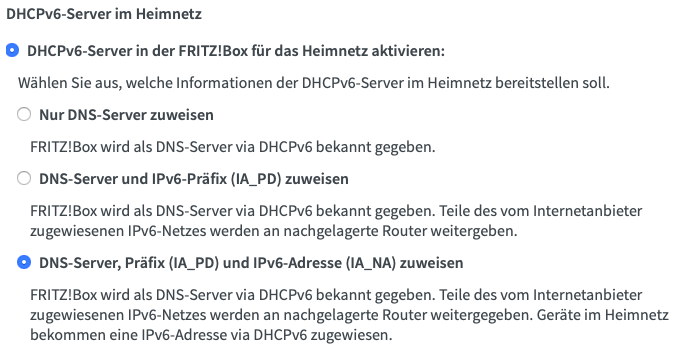 DHCPv6-Server im Heimnetz
DHCPv6-Server in der FRITZ!Box für das Heimnetz aktivieren:
Wählen Sie aus, welche Informationen der DHCPv6-Server im Heimnetz bereitstellen soll.
Nur DNS-Server zuweisen
FRITZ!Box wird als DNS-Server via DHCPv6 bekannt gegeben.
DNS-Server und IPv6-Präfix (IA_PD) zuweisen
FRITZ!Box wird als DNS-Server via DHCPv6 bekannt gegeben. Teile des vom Internetanbieter
zugewiesenen IPv6-Netzes werden an nachgelagerte Router weitergeben.
DNS-Server, Präfix (IA_PD) und IPv6-Adresse (IA_NA) zuweisen
FRITZ!Box wird als DNS-Server via DHCPv6 bekannt gegeben. Teile des vom Internetanbieter
zugewiesenen IPv6-Netzes werden an nachgelagerte Router weitergegeben. Geräte im Heimnetz
bekommen eine IPv6-Adresse via DHCPv6 zugewiesen.